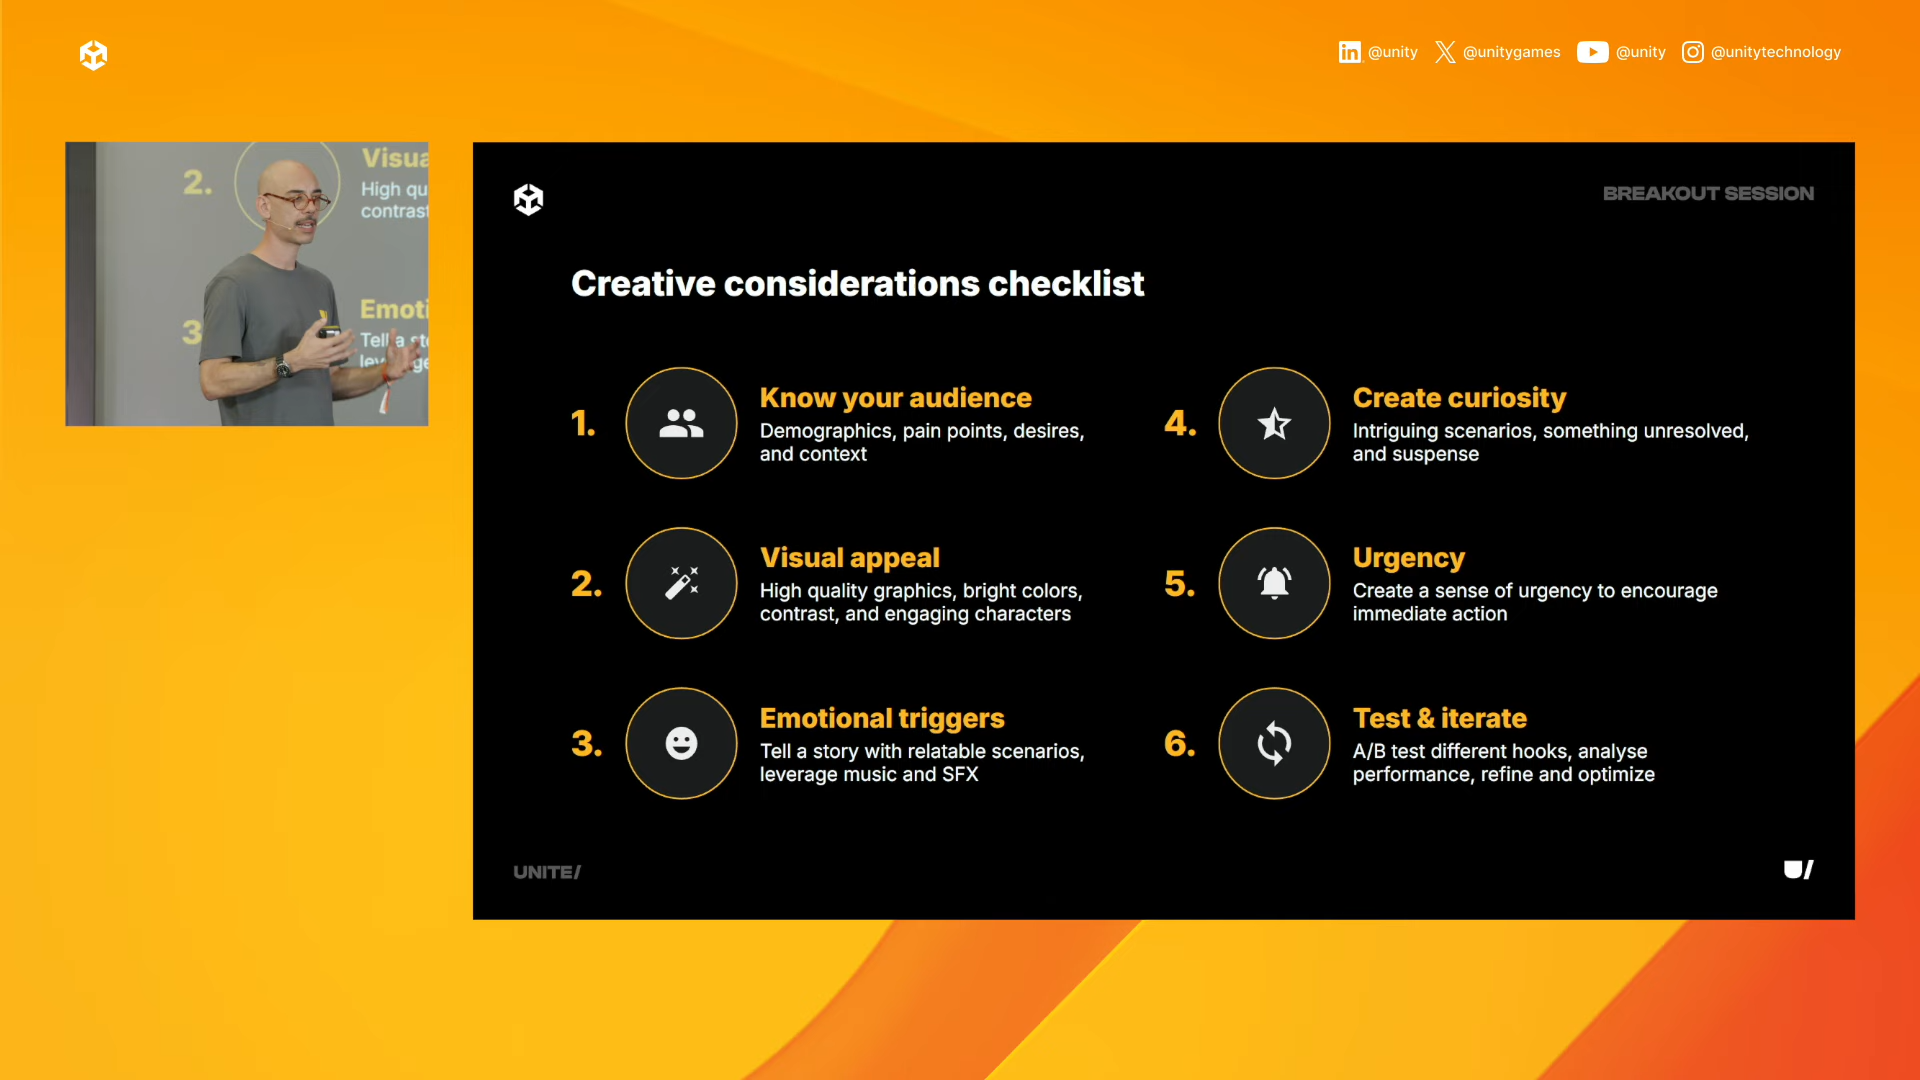 @unity
@unitygames
@unity
@unitytechnology
2.
Visua
High qu
contrast
3
Emoti
Tell a st
BREAKOUT SESSION
Creative considerations checklist
1.
Know your audience
Demographics, pain points, desires,
and context
2.
Visual appeal
High quality graphics, bright colors,
contrast, and engaging characters
3.
Emotional triggers
Tell a story with relatable scenarios,
leverage music and SFX
4.
Create curiosity
Intriguing scenarios, something unresolved,
and suspense
5.
Urgency
Create a sense of urgency to encourage
immediate action
6.
Test & iterate
A/B test different hooks, analyse
performance, refine and optimize
UNITE/
U/